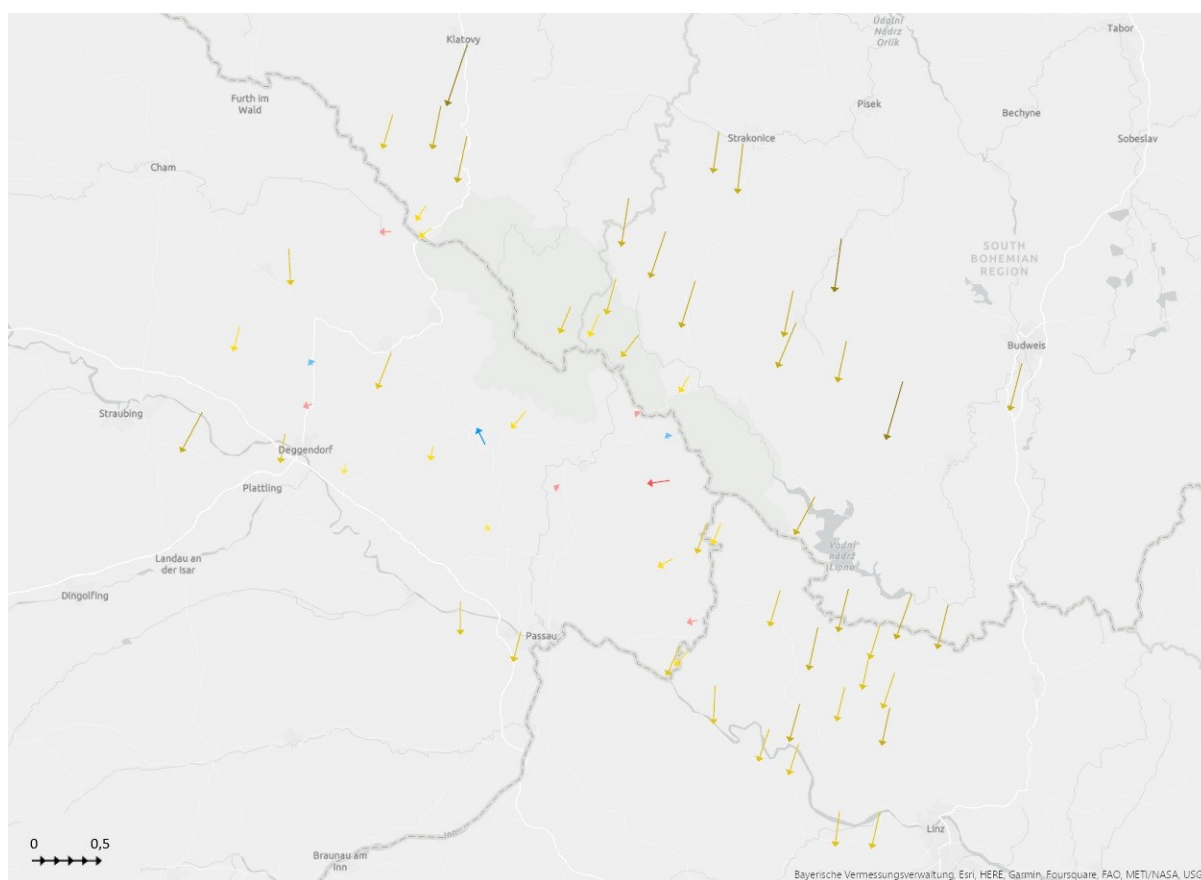 Klatovy
Údolní
Nádrz
Orlík
Tabor
Furth im
Wald
Pisek
Bechyne
Strakonice
Sobeslav
Cham
SOUTH
BOHEMIAN
REGION
Budweis
Straubing
Deggendorf
Plattling
Landau an
der Isar
Vodní
nádrž
Lipno
Dingolfing
Passau
Inn
Linz
Braunau am
Inn
0 0,5
Bayerische Vermessungsverwaltung, Esri, HERE, Garmin, Foursquare, FAO, METI/NASA, USG